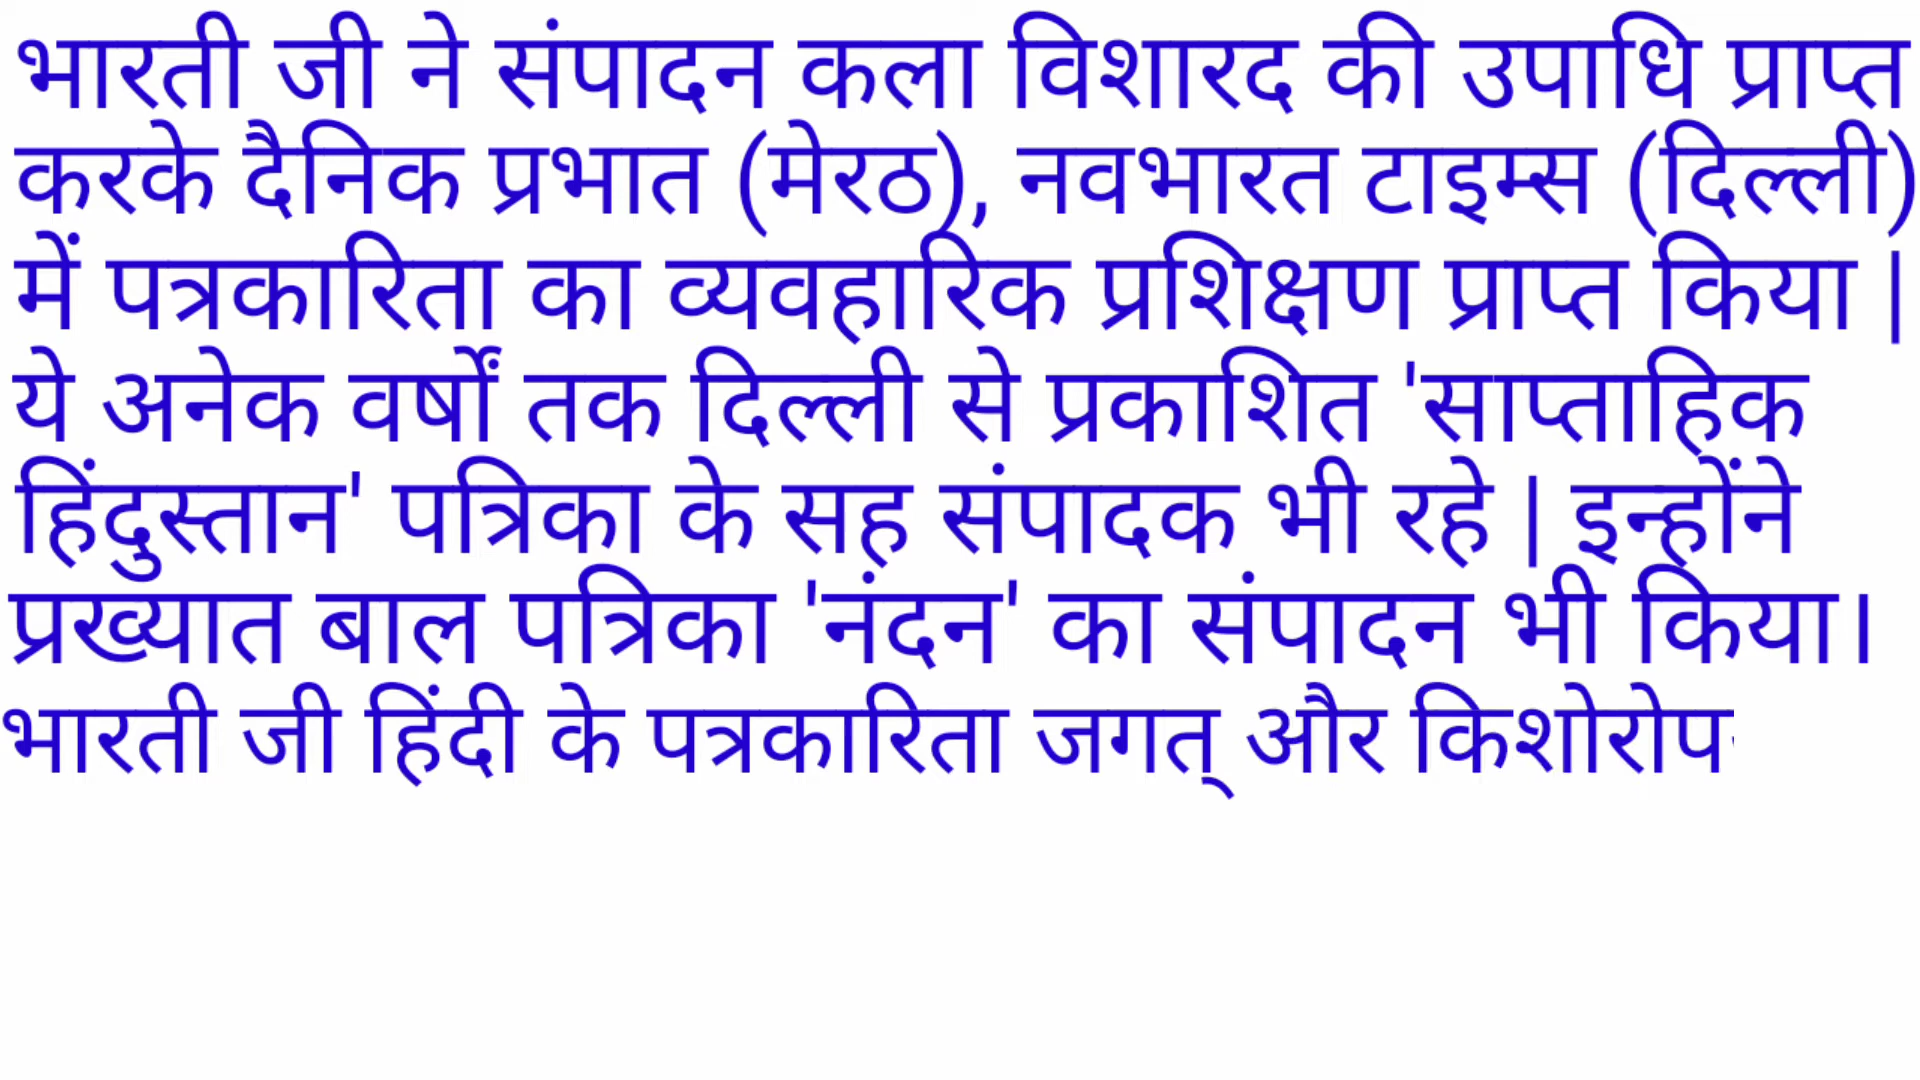 भारती जी ने संपादन कला विशारद की उपाधि प्राप्त
करके दैनिक प्रभात (मेरठ), नवभारत टाइम्स (दिल्ली)
में पत्रकारिता का व्यवहारिक प्रशिक्षण प्राप्त किया |
ये अनेक वर्षों तक दिल्ली से प्रकाशित 'साप्ताहिक
हिंदुस्तान' पत्रिका के सह संपादक भी रहे | इन्होंने
प्रख्यात बाल पत्रिका 'नंदन' का संपादन भी किया।
भारती जी हिंदी के पत्रकारिता जगत् और